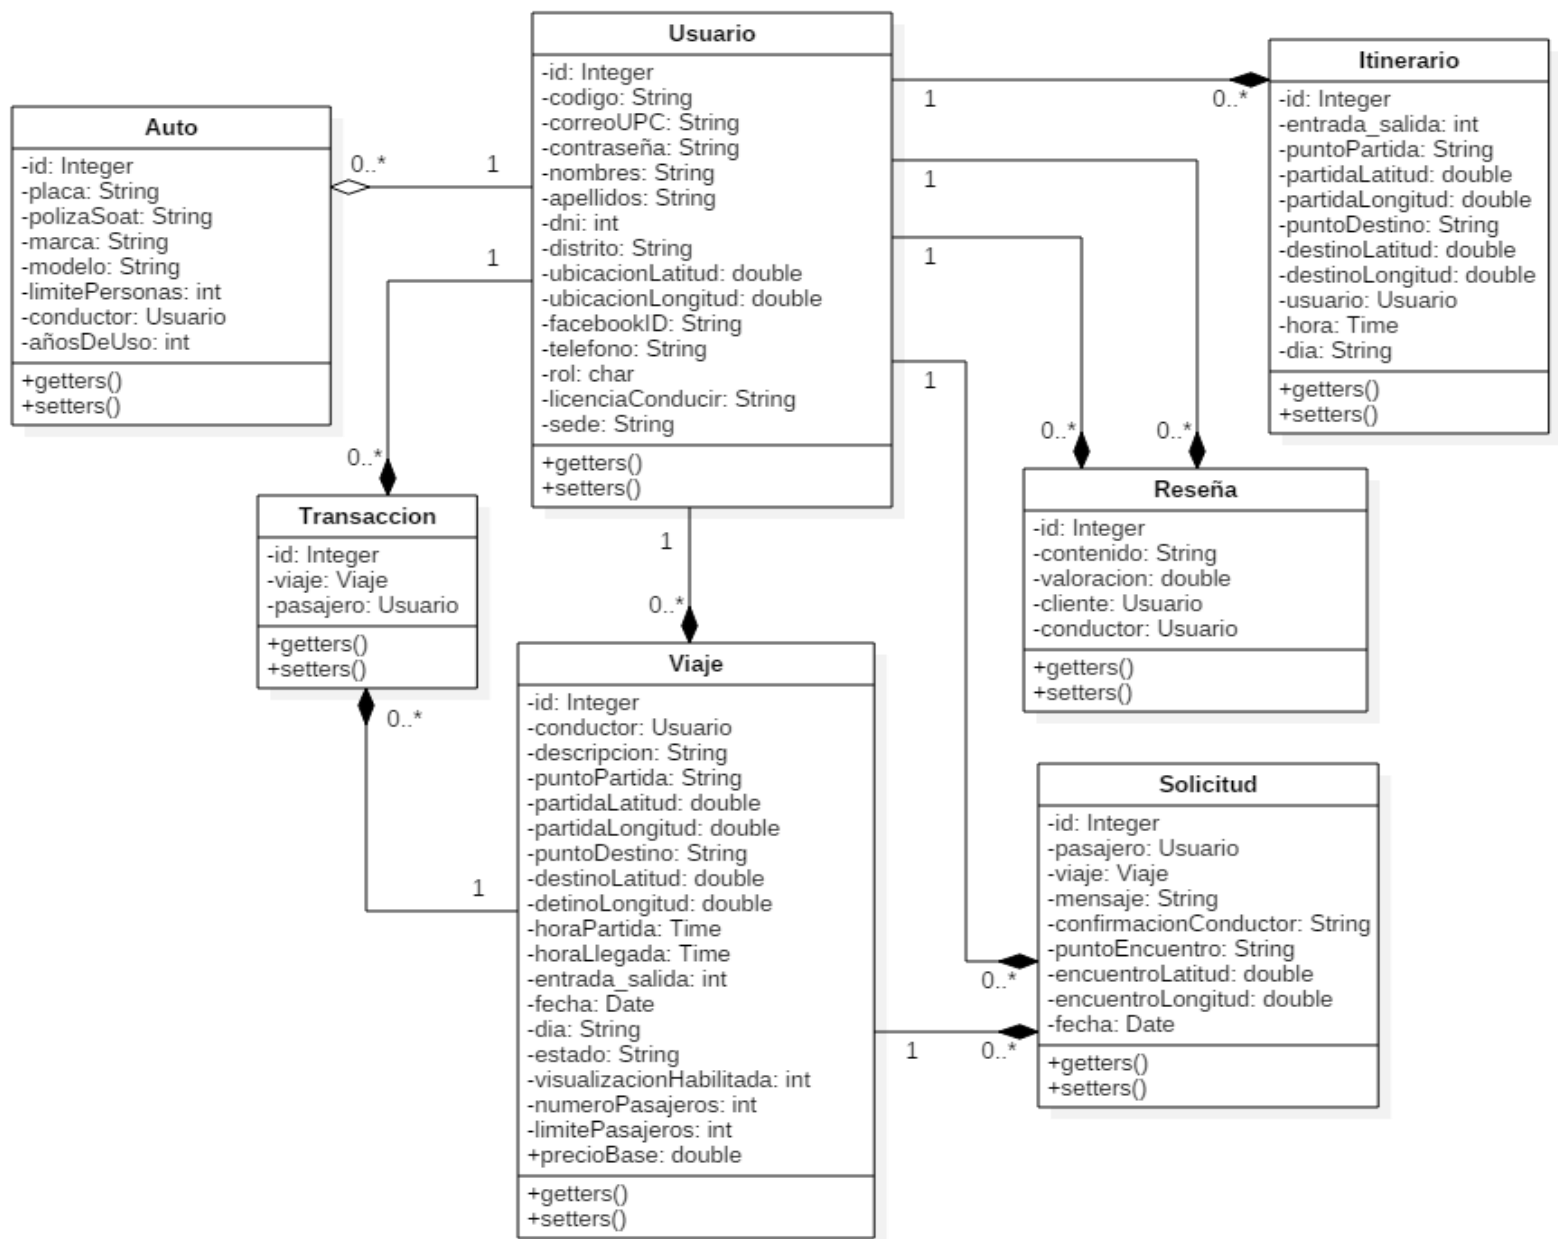 Usuario
-id: Integer
-codigo: String
-correoUPC: String
-contraseña: String
-nombres: String
-apellidos: String
-dni: int
-distrito: String
-ubicacionLatitud: double
-ubicacionLongitud: double
-facebookID: String
-telefono: String
-rol: char
-licenciaConducir: String
-sede: String
+getters()
+setters()
Itinerario
-id: Integer
-entrada_salida: int
-puntoPartida: String
-partidaLatitud: double
-partidaLongitud: double
-puntoDestino: String
-destinoLatitud: double
-destinoLongitud: double
-usuario: Usuario
-hora: Time
-dia: String
+getters()
+setters()
1
0..*
Auto
-id: Integer
-placa: String
-polizaSoat: String
-marca: String
-modelo: String
-limitePersonas: int
-conductor: Usuario
-añosDeUso: int
+getters()
+setters()
0..*
1
1
0..*
1
1
1
0..*
0..*
Transaccion
-id: Integer
-viaje: Viaje
-pasajero: Usuario
+getters()
+setters()
Reseña
-id: Integer
-contenido: String
-valoracion: double
-cliente: Usuario
-conductor: Usuario
+getters()
+setters()
1
0..*
0..*
1
Viaje
-id: Integer
-conductor: Usuario
-descripcion: String
-puntoPartida: String
-partidaLatitud: double
-partidaLongitud: double
-puntoDestino: String
-destinoLatitud: double
-detinoLongitud: double
-horaPartida: Time
-horaLlegada: Time
-entrada_salida: int
-fecha: Date
-dia: String
-estado: String
-visualizacionHabilitada: int
-numeroPasajeros: int
-limitePasajeros: int
+precioBase: double
+getters()
+setters()
Solicitud
-id: Integer
-pasajero: Usuario
-viaje: Viaje
-mensaje: String
-confirmacionConductor: String
-puntoEncuentro: String
-encuentroLatitud: double
-encuentroLongitud: double
-fecha: Date
+getters()
+setters()
0..*
1
0..*